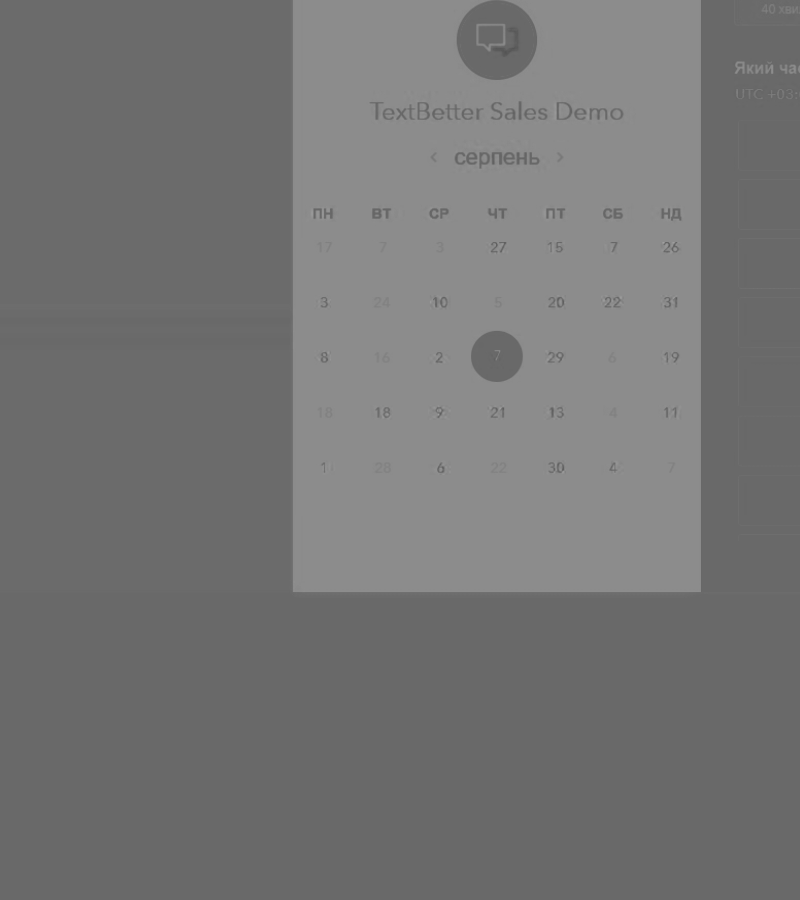 40 хви
TextBetter Sales Demo
Який час
UTC +03:
серпень
ПН ВТ СР ЧТ ПТ СБ НД
17 7 3 27 15 7 26
3 24 10 5 20 22 31
8 16 2 7 29 6 19
18 18 9 21 13 4 11
1 28 6 22 30 4 7